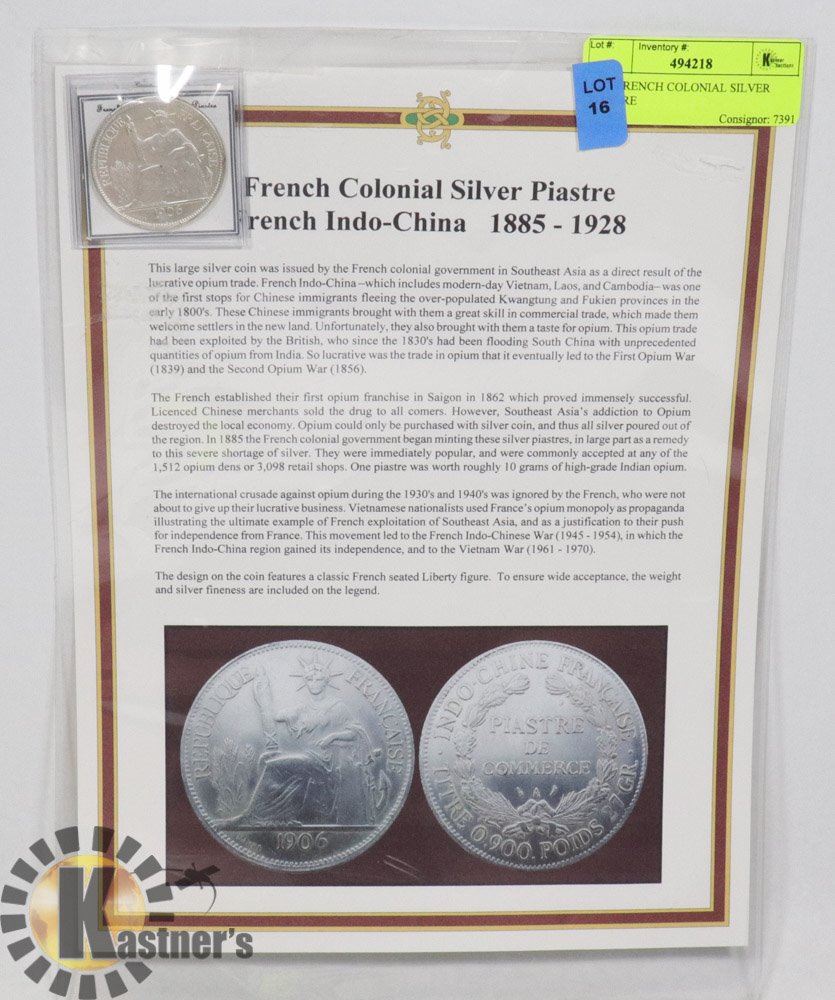 Lot #:
Inventory #:
494218
Kastner Auctions
LOT
16
RENCH COLONIAL SILVER
RE
Consignor: 7391
Piastre
REPUBLIQUE FRANCAISE
1906
French Colonial Silver Piastre
French Indo-China 1885 - 1928
This large silver coin was issued by the French colonial government in Southeast Asia as a direct result of the
lucrative opium trade. French Indo-China –which includes modern-day Vietnam, Laos, and Cambodia– was one
of the first stops for Chinese immigrants fleeing the over-populated Kwangtung and Fukien provinces in the
early 1800's. These Chinese immigrants brought with them a great skill in commercial trade, which made them
welcome settlers in the new land. Unfortunately, they also brought with them a taste for opium. This opium trade
had been exploited by the British, who since the 1830's had been flooding South China with unprecedented
quantities of opium from India. So lucrative was the trade in opium that it eventually led to the First Opium War
(1839) and the Second Opium War (1856).
The French established their first opium franchise in Saigon in 1862 which proved immensely successful.
Licenced Chinese merchants sold the drug to all comers. However, Southeast Asia's addiction to Opium
destroyed the local economy. Opium could only be purchased with silver coin, and thus all silver poured out of
the region. In 1885 the French colonial government began minting these silver piastres, in large part as a remedy
to this severe shortage of silver. They were immediately popular, and were commonly accepted at any of the
1,512 opium dens or 3,098 retail shops. One piastre was worth roughly 10 grams of high-grade Indian opium.
The international crusade against opium during the 1930's and 1940's was ignored by the French, who were not
about to give up their lucrative business. Vietnamese nationalists used France's opium monopoly as propaganda
illustrating the ultimate example of French exploitation of Southeast Asia, and as a justification to their push
for independence from France. This movement led to the French Indo-Chinese War (1945 - 1954), in which the
French Indo-China region gained its independence, and to the Vietnam War (1961 - 1970).
The design on the coin features a classic French seated Liberty figure. To ensure wide acceptance, the weight
and silver fineness are included on the legend.
REPUBLIQUE FRANÇAISE
1906
INDO-CHINE FRANÇAISE
PIASTRE
DE
COMMERCE
A
TITRE 0,900. POIDS 27 GR.
Kastner's